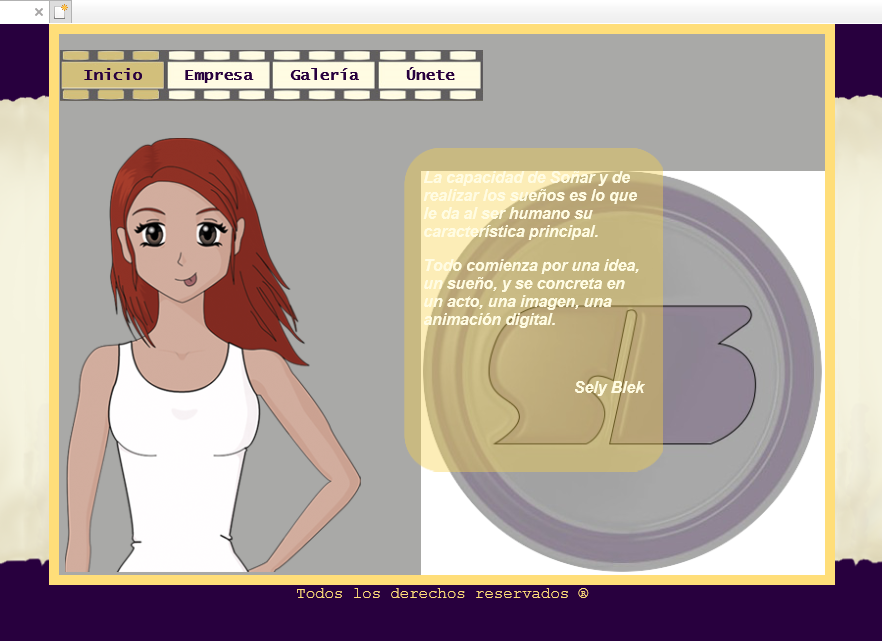 Inicio Empresa Galería Únete
La capacidad de Soñar y de
realizar los sueños es lo que
le da al ser humano su
característica principal.
Todo comienza por una idea,
un sueño, y se concreta en
un acto, una imagen, una
animación digital.
Sely Blek
Todos los derechos reservados ®